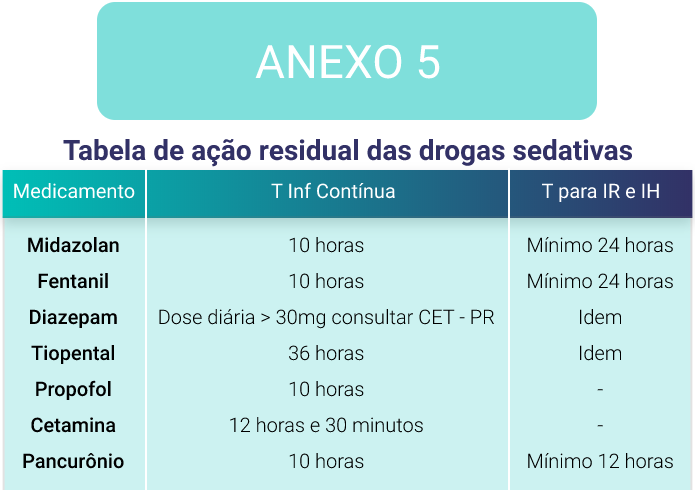 ANEXO 5
Tabela de ação residual das drogas sedativas
Medicamento T Inf Contínua T para IR e IH
Midazolan 10 horas Mínimo 24 horas
Fentanil 10 horas Mínimo 24 horas
Diazepam Dose diária > 30mg consultar CET - PR Idem
Tiopental 36 horas Idem
Propofol 10 horas -
Cetamina 12 horas e 30 minutos -
Pancurônio 10 horas Mínimo 12 horas